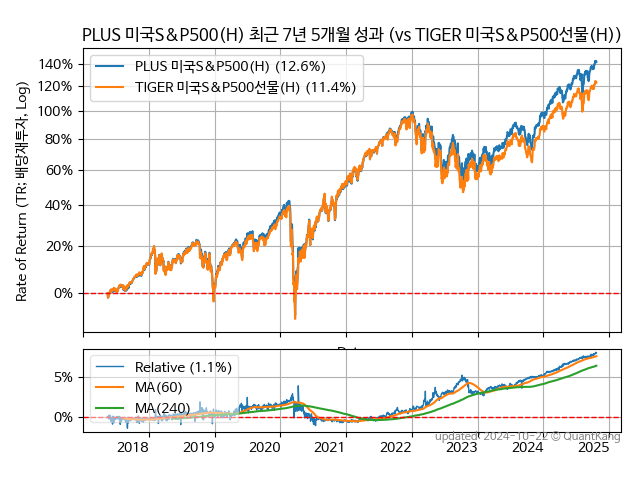 PLUS 미국S&P500(H) 최근 7년 5개월 성과 (vs TIGER 미국S&P500선물(H))
Rate of Return (TR: 배당재투자, Log)
140%
120%
100%
80%
60%
40%
20%
0%
PLUS 미국S&P500(H) (12.6%)
TIGER 미국S&P500선물(H) (11.4%)
5%
0%
Relative (1.1%)
MA(60)
MA(240)
2018 2019 2020 2021 2022 2023 2024 2025
updated: 2024-10-22 © QuantKang